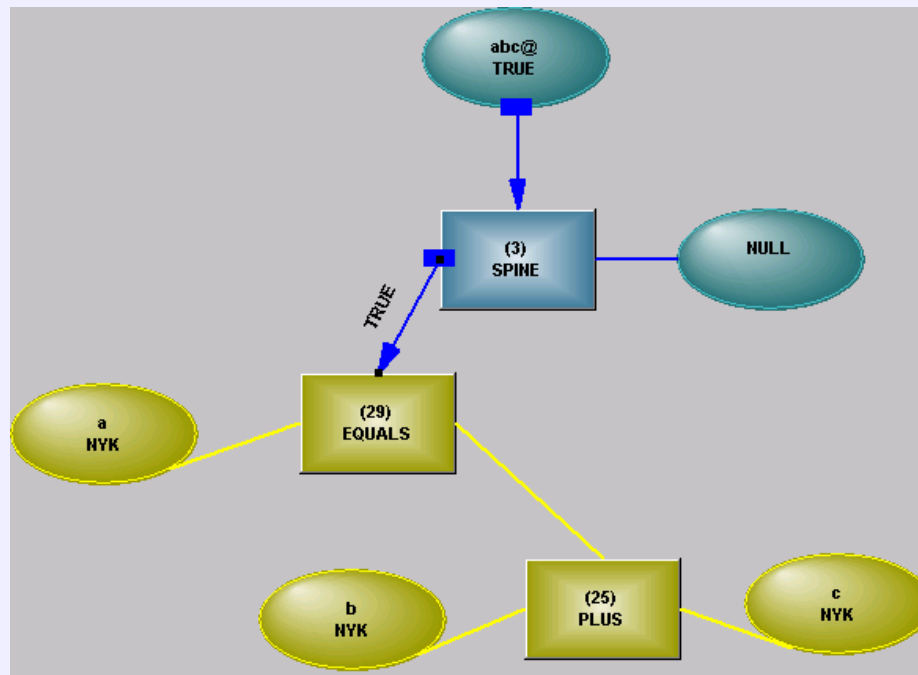 abc@
TRUE
(3)
SPINE
NULL
TRUE
(29)
EQUALS
a
NYK
(25)
PLUS
b
NYK
c
NYK